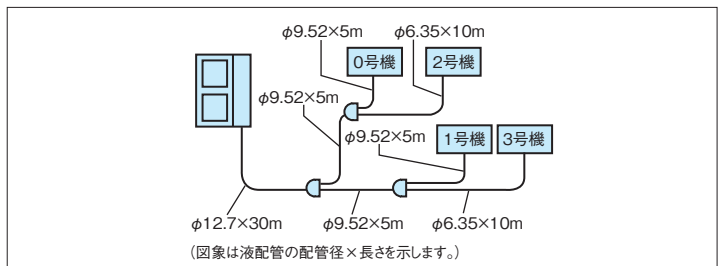 φ9.52×5m
φ6.35×10m
0号機
2号機
φ9.52×5m
φ9.52×5m
1号機
3号機
φ12.7×30m
φ9.52×5m
φ6.35×10m
(図象は液配管の配管径×長さを示します。)